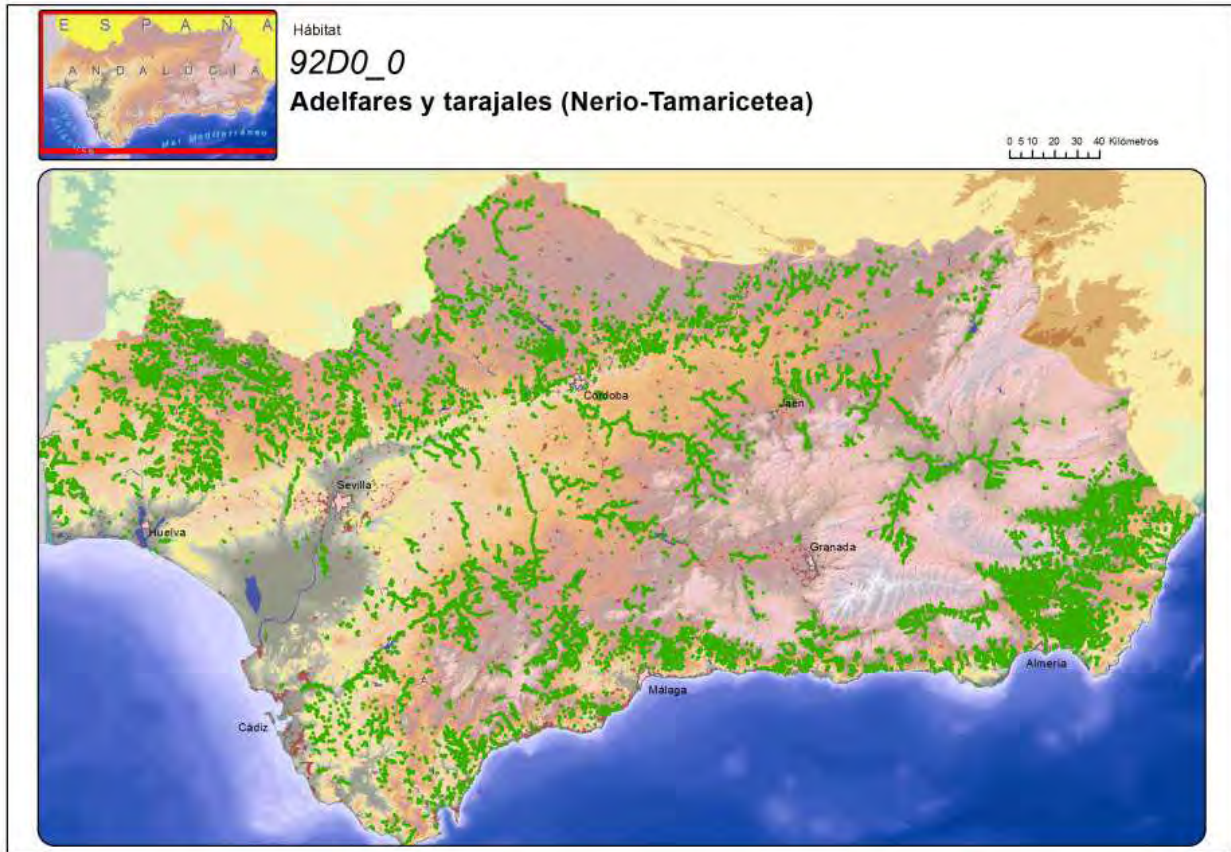 E S P A Ñ A
Hábitat
92D0_0
A N D A L U C Í A
Adelfares y tarajales (Nerio-Tamaricetea)
Mar Mediterráneo
0 5 10 20 30 40 Kilómetros
Córdoba
Jaén
Sevilla
Huelva
Granada
Almería
Málaga
Cádiz